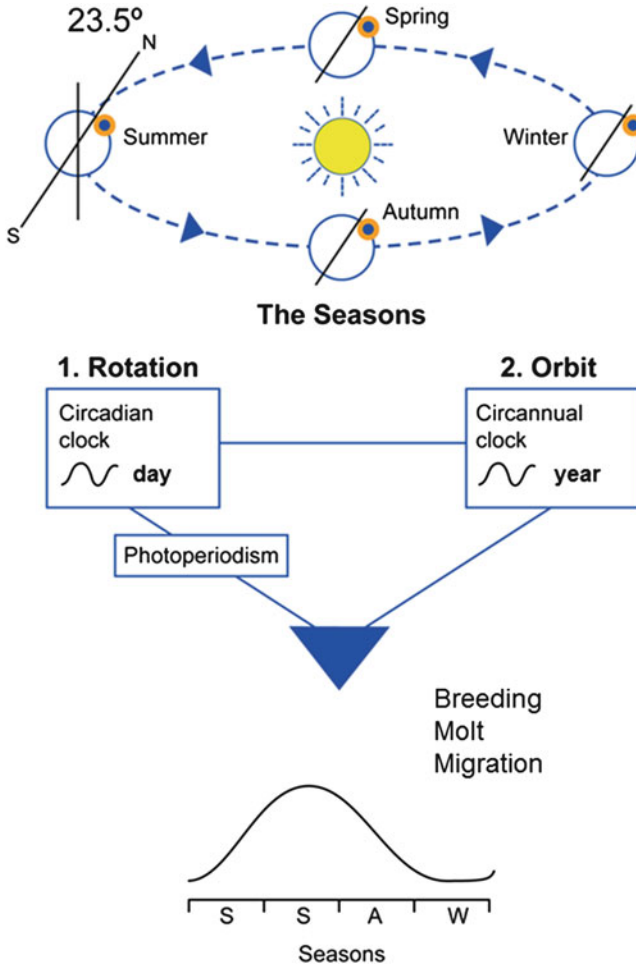 23.5º
N
Spring
Summer
Winter
S
Autumn
The Seasons
1. Rotation
2. Orbit
Circadian
clock
day
Circannual
clock
year
Photoperiodism
Breeding
Molt
Migration
S S A W
Seasons